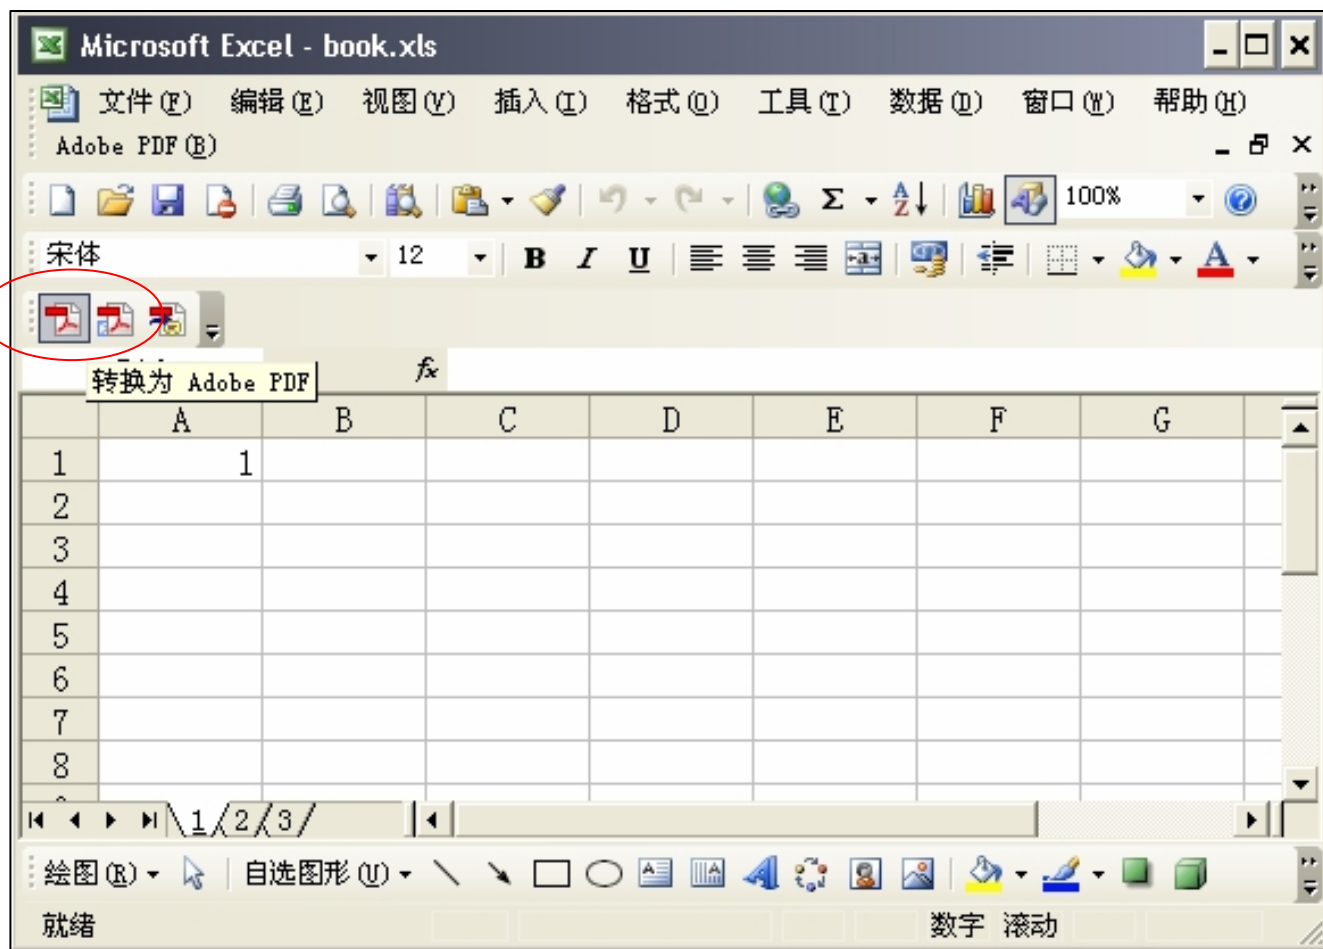 Microsoft Excel - book.xls
文件(F) 编辑(E) 视图(V) 插入(I) 格式(O) 工具(T) 数据(D) 窗口(W) 帮助(H)
Adobe PDF(B)
100%
宋体 12 B I U
fx
转换为 Adobe PDF
A B C D E F G
1 1
2
3
4
5
6
7
8
1 2 3
绘图(R) 自选图形(U)
就绪 数字 滚动